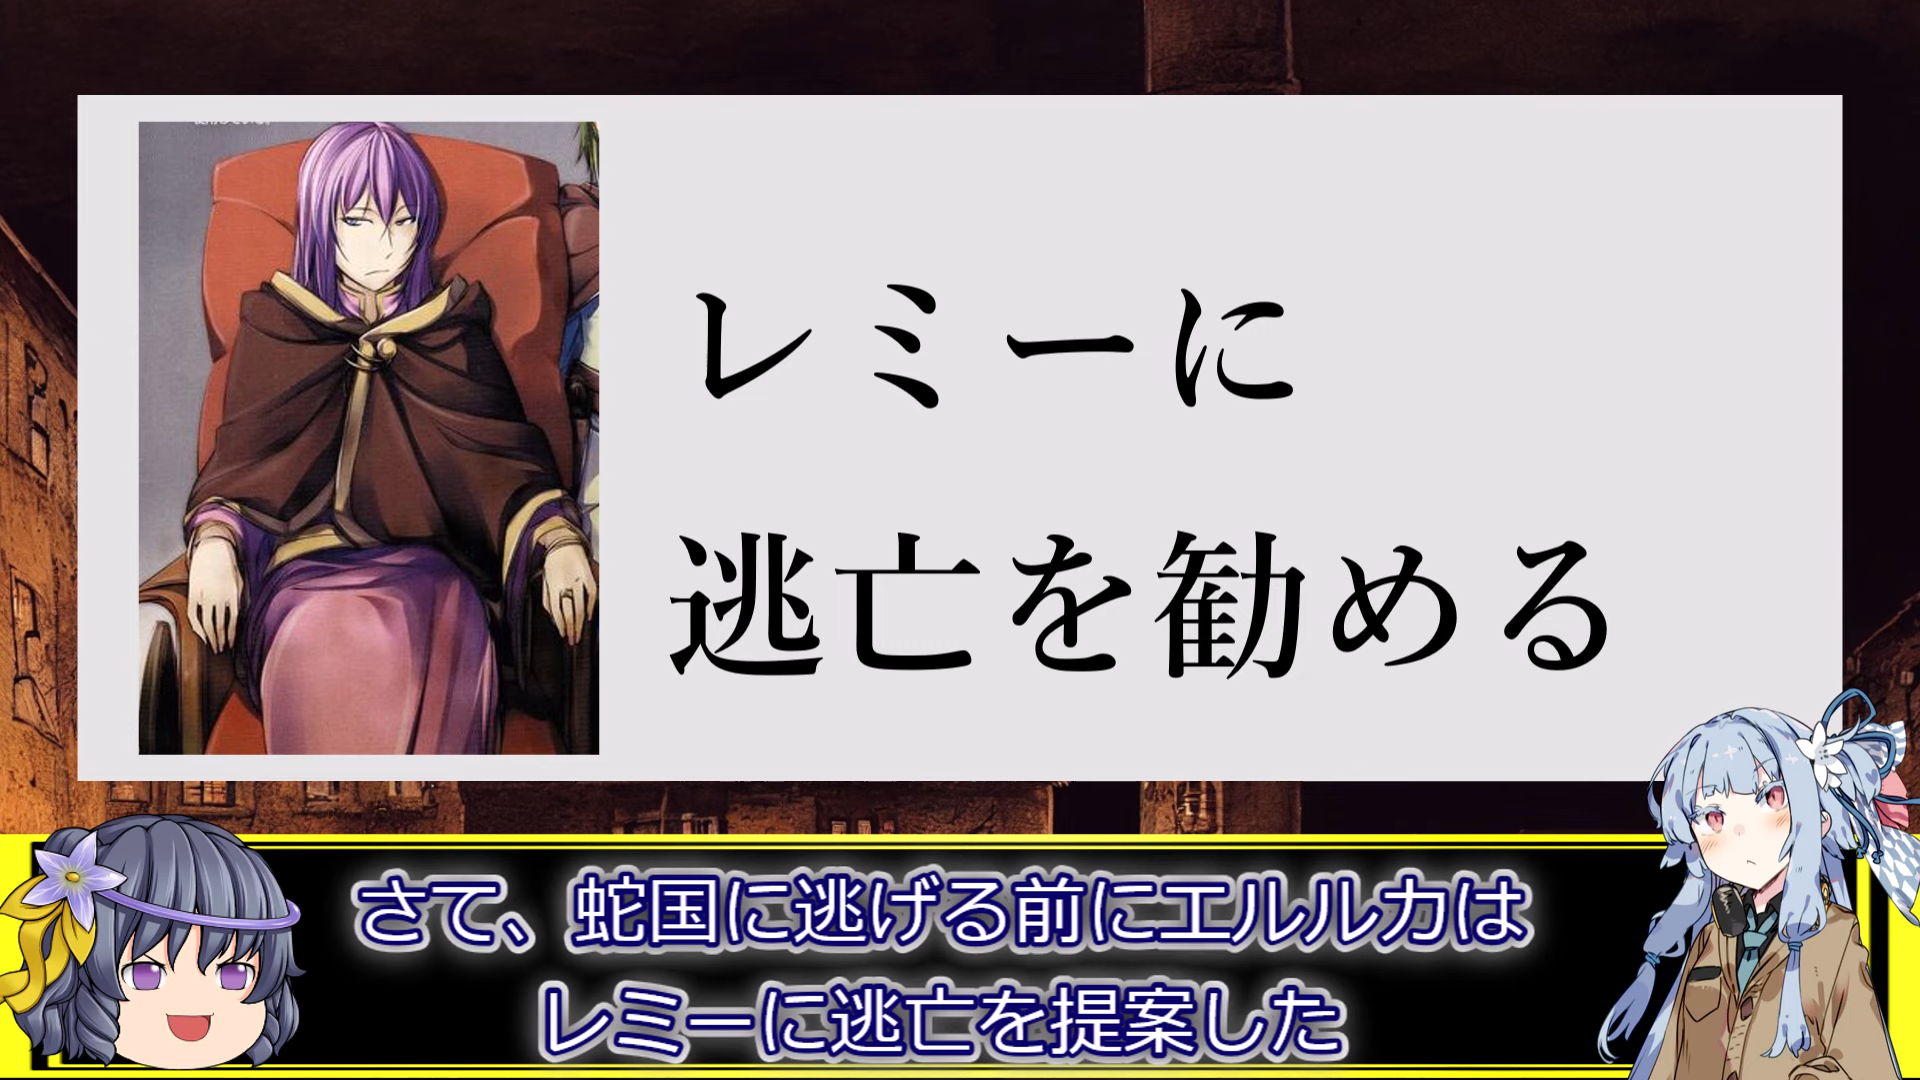 レミーに
逃亡を勧める
さて、蛇国に逃げる前にエルルカは
レミーに逃亡を提案した